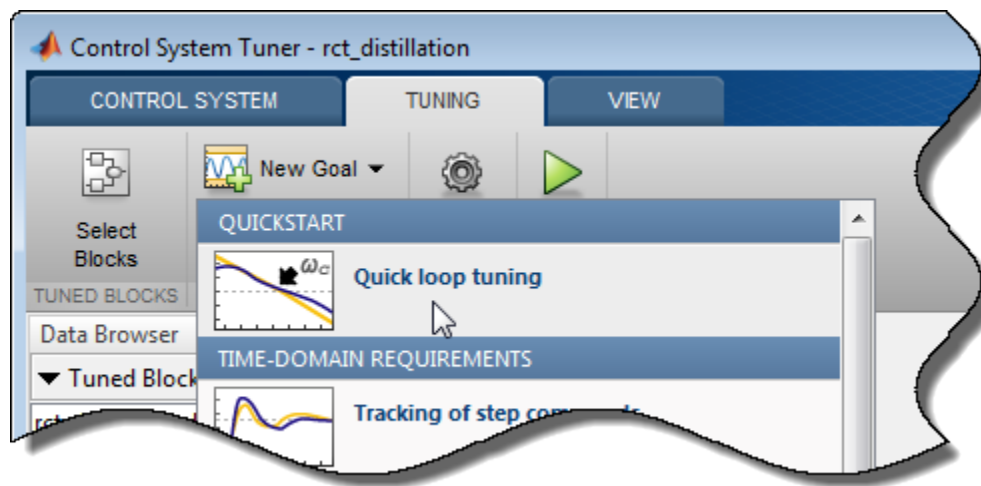 Control System Tuner - rct_distillation
CONTROL SYSTEM
TUNING
VIEW
New Goal
Select
Blocks
TUNED BLOCKS
QUICKSTART
ωc
Quick loop tuning
Data Browser
TIME-DOMAIN REQUIREMENTS
Tuned Block
Tracking of step